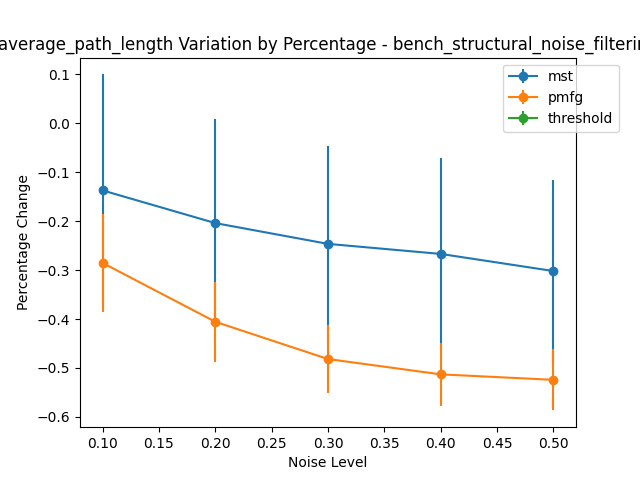 average_path_length Variation by Percentage - bench_structural_noise_filterin
mst
pmfg
threshold
0.1
0.0
−0.1
−0.2
−0.3
−0.4
−0.5
−0.6
Percentage Change
0.10
0.15
0.20
0.25
0.30
0.35
0.40
0.45
0.50
Noise Level